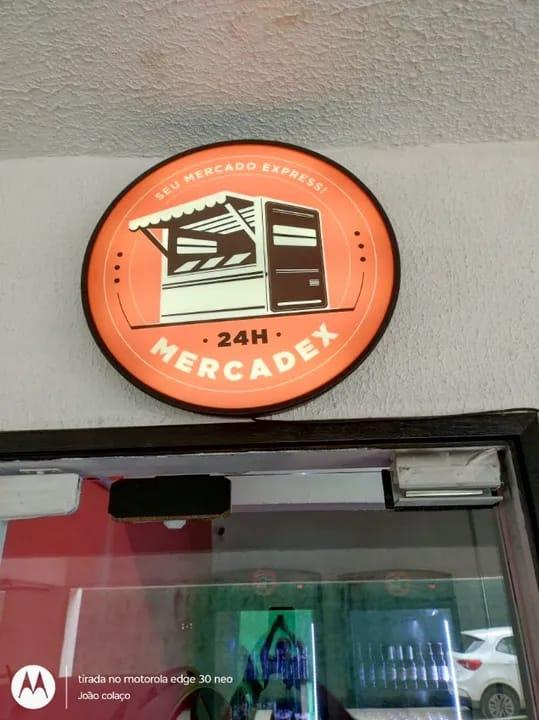 SEU MERCADO EXPRESS!
· 24H ·
MERCADEX
tirada no motorola edge 30 neo
João colaço